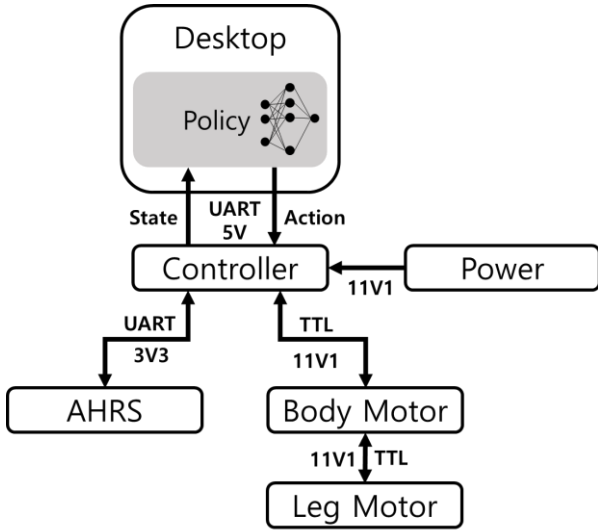 Desktop
Policy
State
UART
5V
Action
Controller
Power
11V1
UART
3V3
TTL
11V1
AHRS
Body Motor
11V1 TTL
Leg Motor